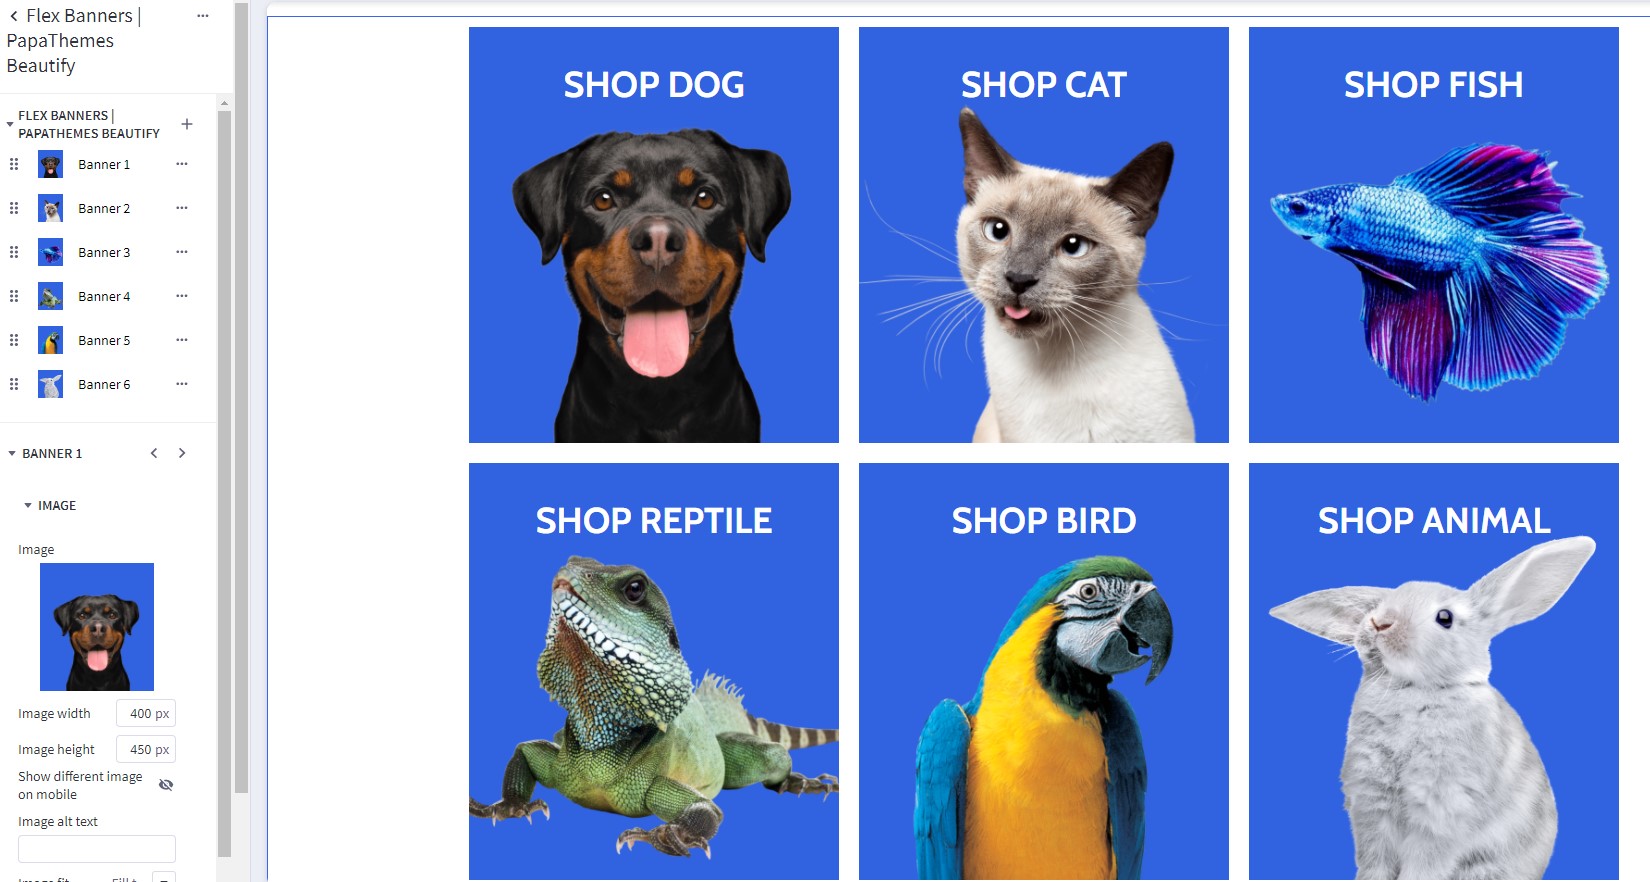 Flex Banners |
PapaThemes
Beautify
FLEX BANNERS |
PAPATHEMES BEAUTIFY
Banner 1
Banner 2
Banner 3
Banner 4
Banner 5
Banner 6
BANNER 1
IMAGE
Image
Image width 400 px
Image height 450 px
Show different image
on mobile
Image alt text
Image fit
SHOP DOG
SHOP CAT
SHOP FISH
SHOP REPTILE
SHOP BIRD
SHOP ANIMAL